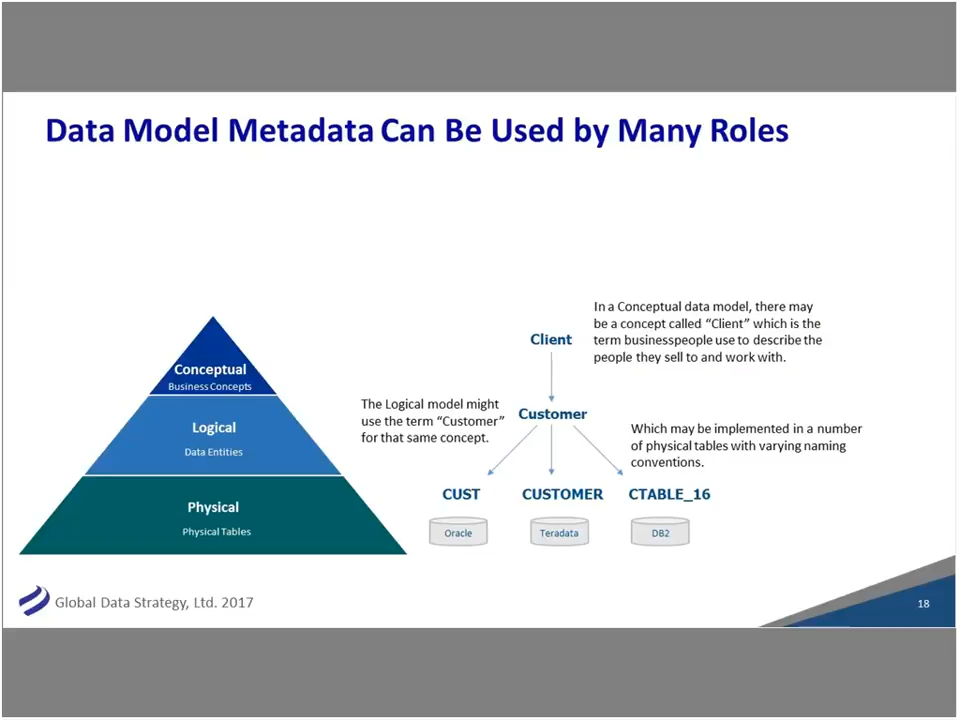 Data Model Metadata Can Be Used by Many Roles
In a Conceptual data model, there may
be a concept called “Client” which is the
term businesspeople use to describe the
people they sell to and work with.
Client
Conceptual
Business Concepts
The Logical model might
use the term “Customer”
for that same concept.
Customer
Logical
Data Entities
Which may be implemented in a number
of physical tables with varying naming
conventions.
Physical
Physical Tables
CUST
CUSTOMER
CTABLE_16
Oracle
Teradata
DB2
Global Data Strategy, Ltd. 2017
18